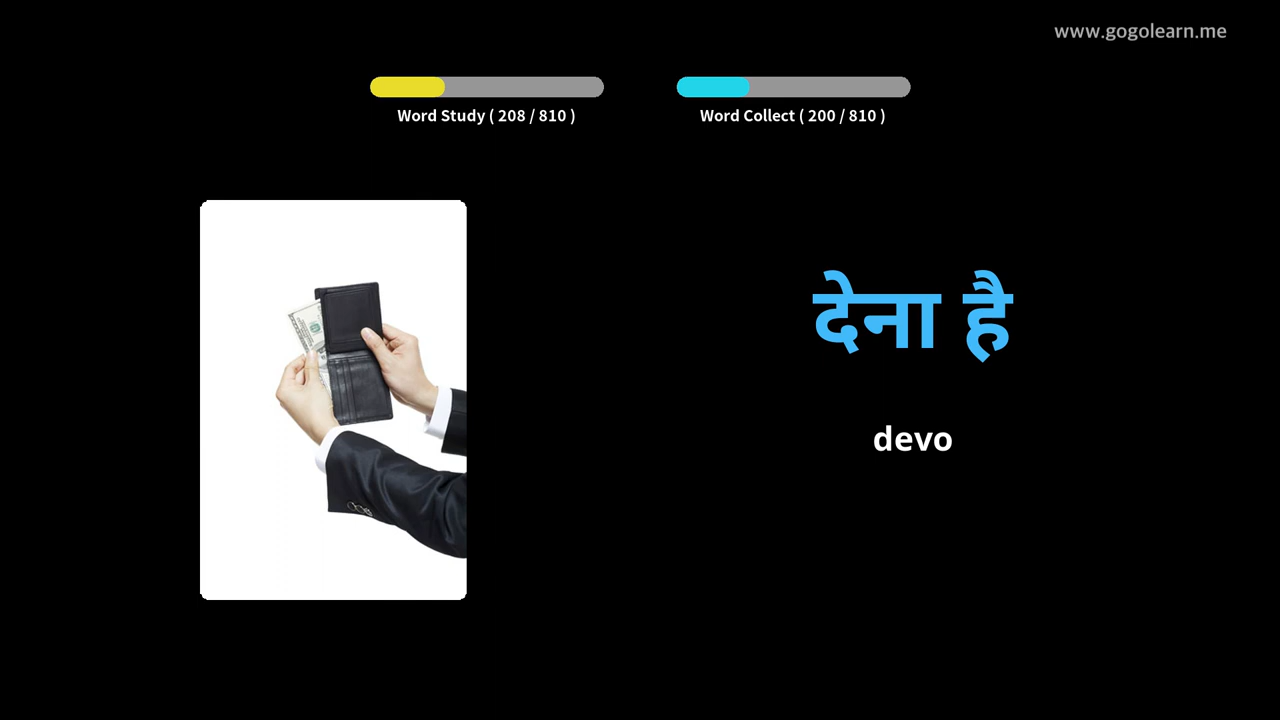 www.gogolearn.me
Word Study ( 208 / 810 )
Word Collect ( 200 / 810 )
देना है
devo